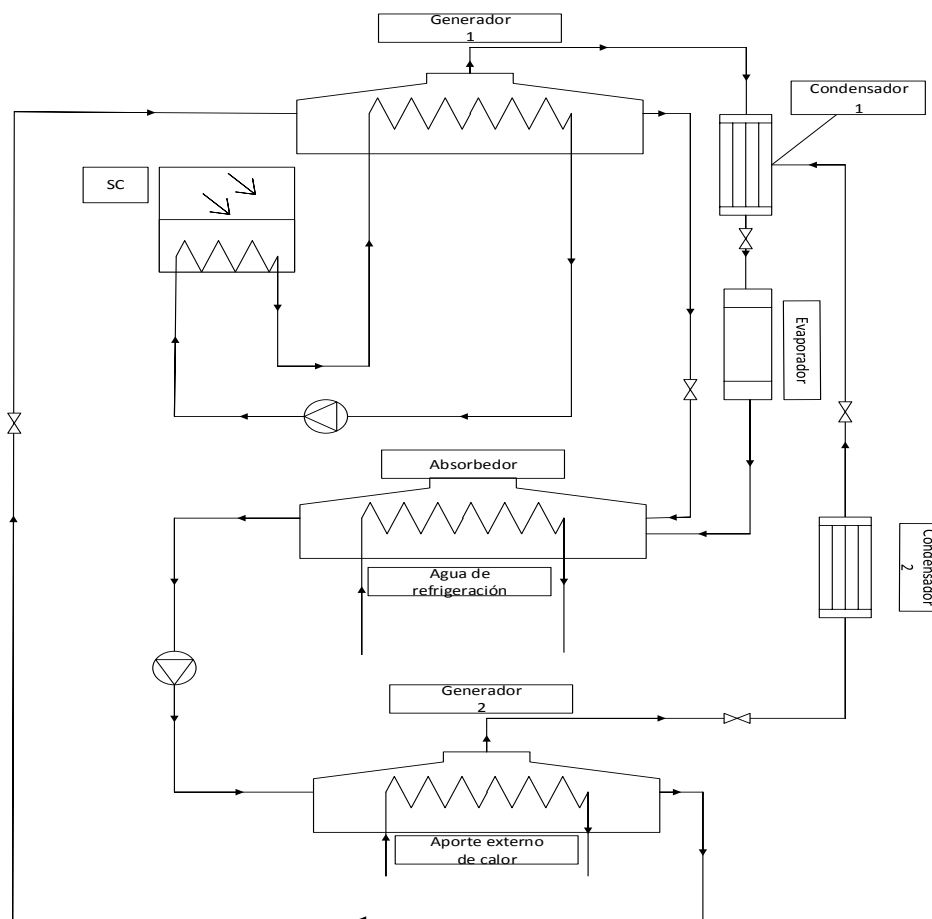 Generador
1
Condensador
1
SC
Evaporador
Absorbedor
Agua de
refrigeración
Condensador
2
Generador
2
Aporte externo
de calor